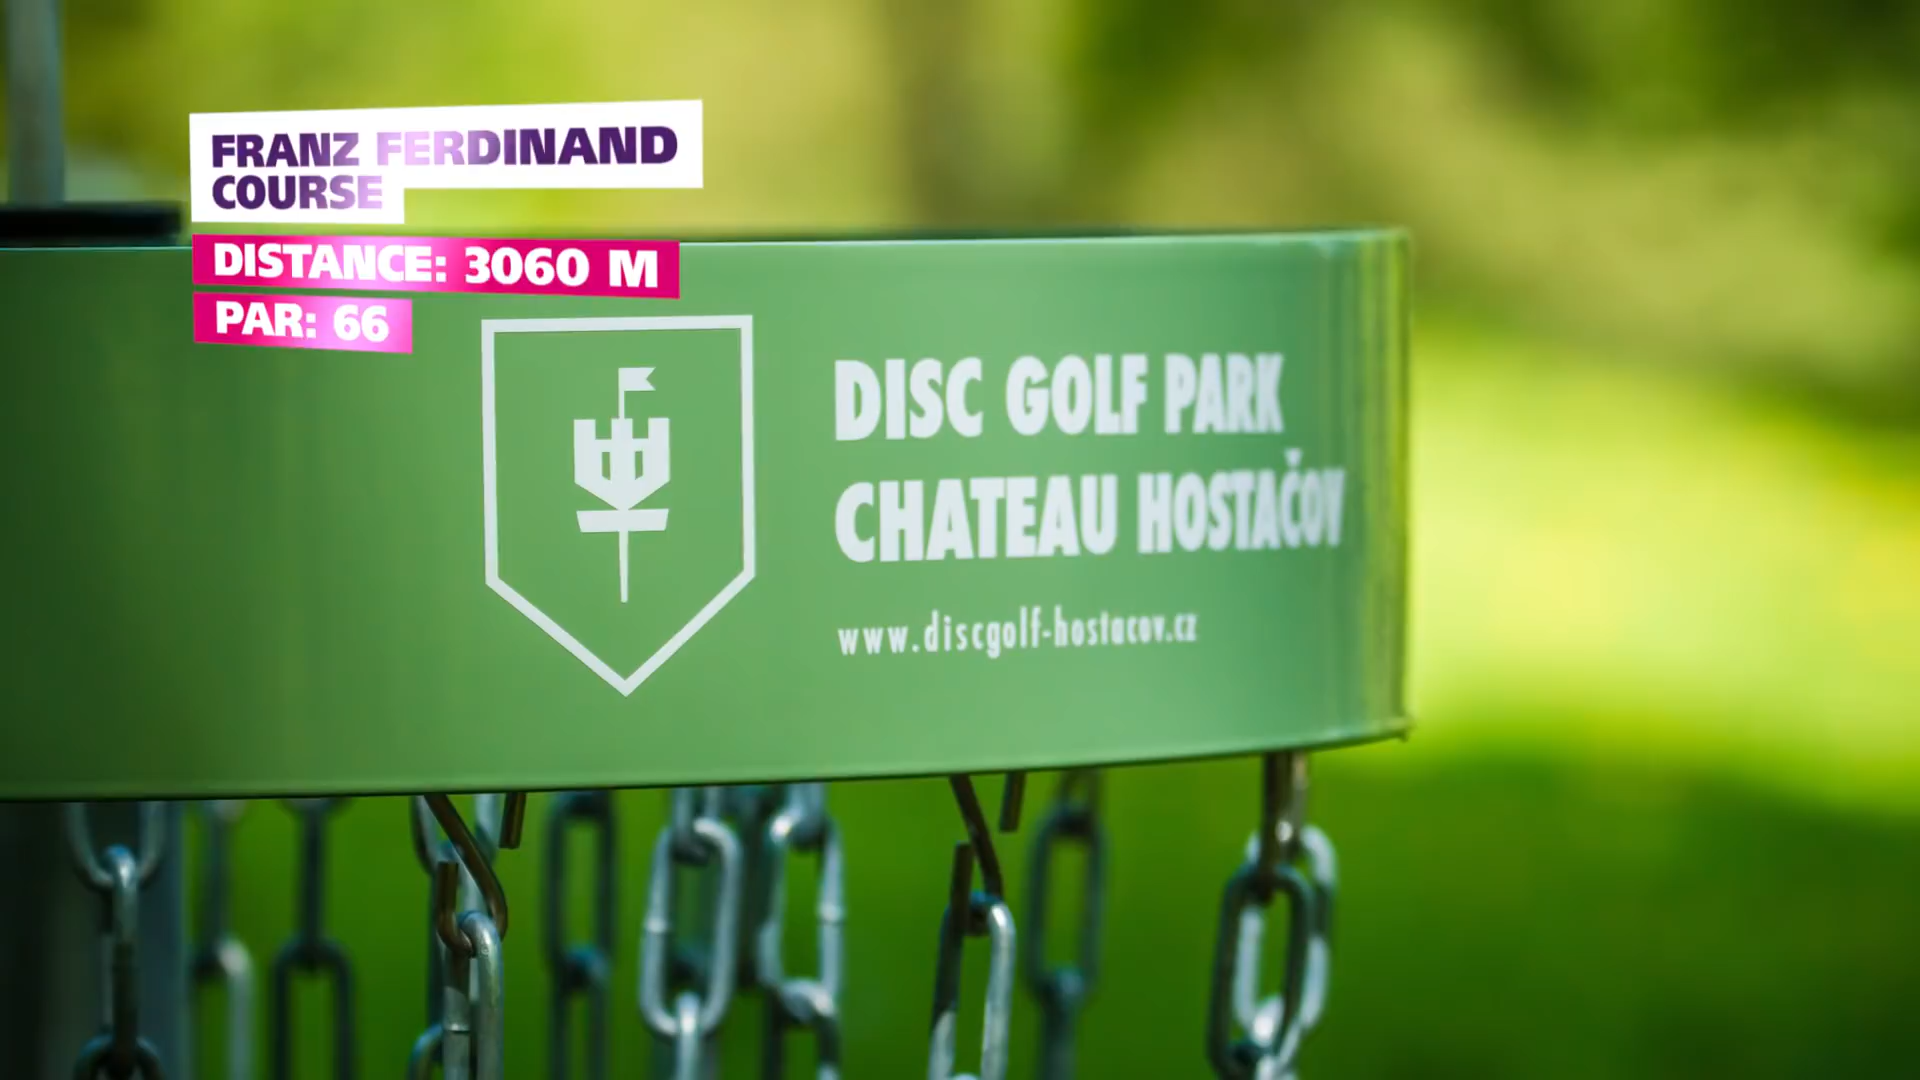 FRANZ FERDINAND
COURSE
DISTANCE: 3060 M
PAR: 66
DISC GOLF PARK
CHATEAU HOSTAČOV
www.discgolf-hostacov.cz